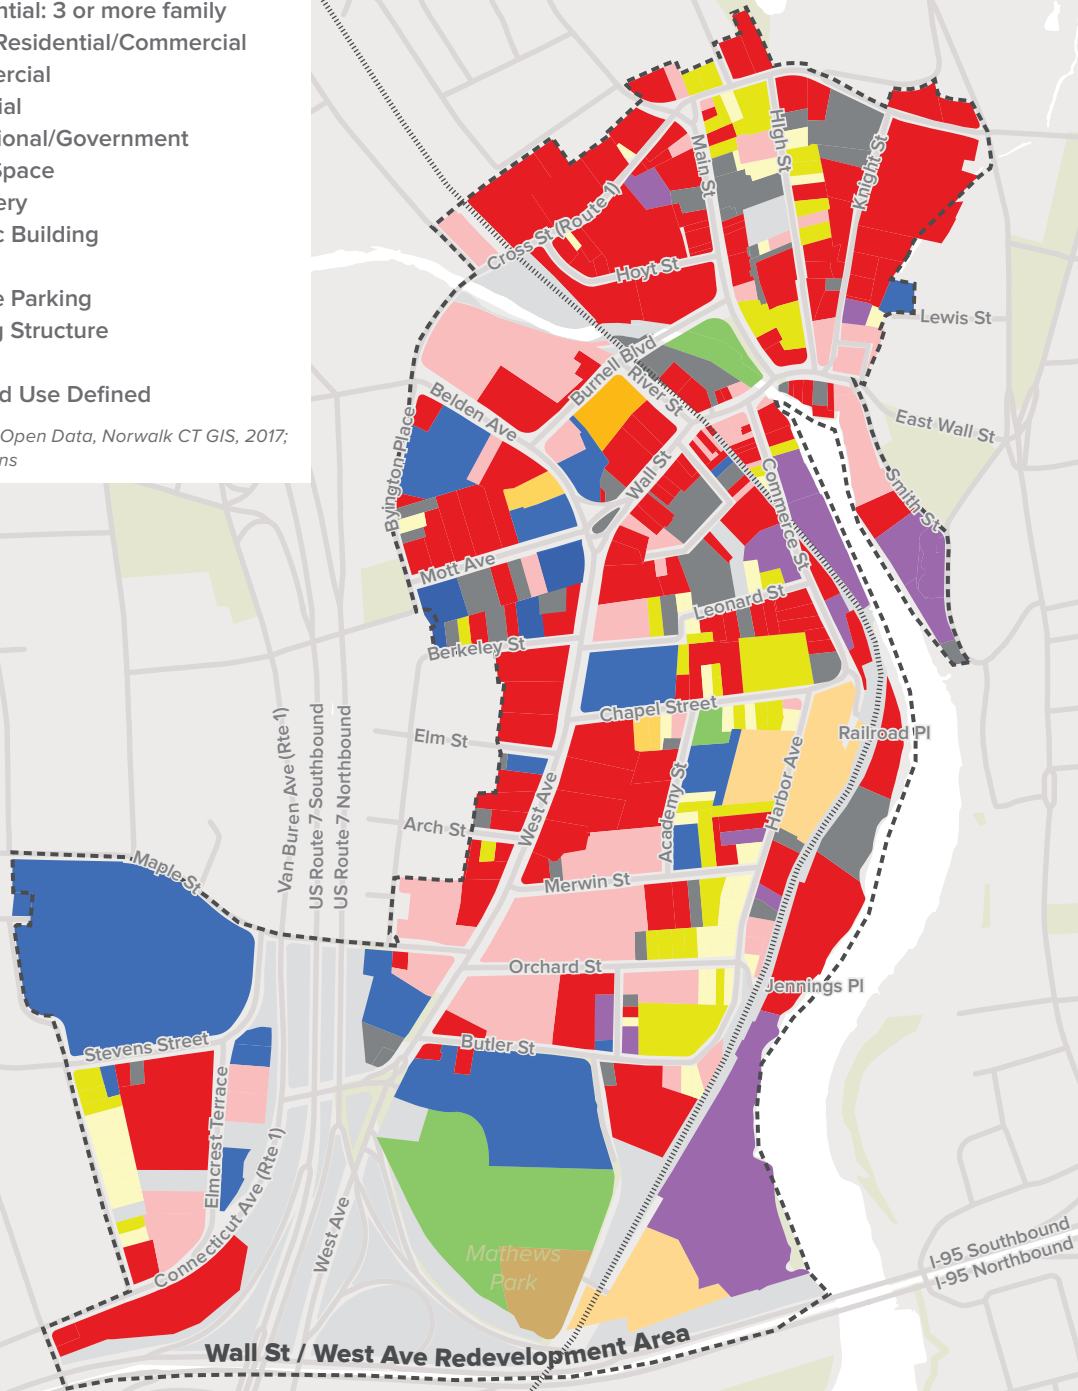 ntial: 3 or more family
Residential/Commercial
ercial
ial
ional/Government
Space
ery
c Building
e Parking
g Structure
d Use Defined
Open Data, Norwalk CT GIS, 2017;
ns
Main St
High St
Knight St
Cross St (Route 1)
Hoyt St
Lewis St
Burnell Blvd
River St
Belden Ave
East Wall St
Byington Place
Wall St
Commerce St
Smith St
Mott Ave
Leonard St
Berkeley St
Chapel Street
Elm St
Railroad Pl
Van Buren Ave (Rte 1)
US Route 7 Southbound
US Route 7 Northbound
West Ave
Academy St
Harbor Ave
Arch St
Maple St
Merwin St
Orchard St
Jennings Pl
Stevens Street
Butler St
Elmcrest Terrace
Connecticut Ave (Rte 1)
West Ave
Mathews
Park
I-95 Southbound
I-95 Northbound
Wall St / West Ave Redevelopment Area